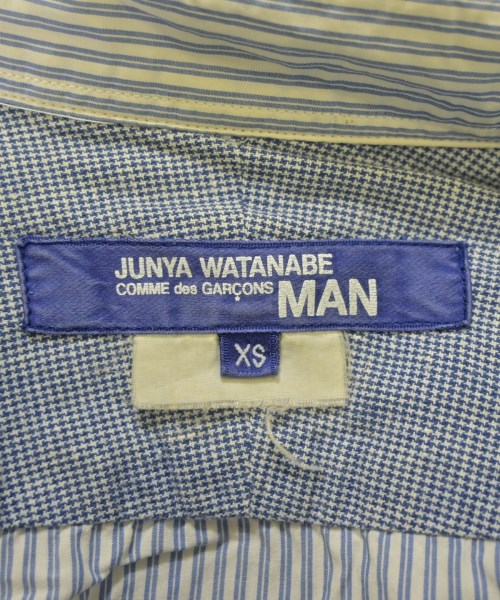 JUNYA WATANABE
COMME des GARÇONS MAN
XS